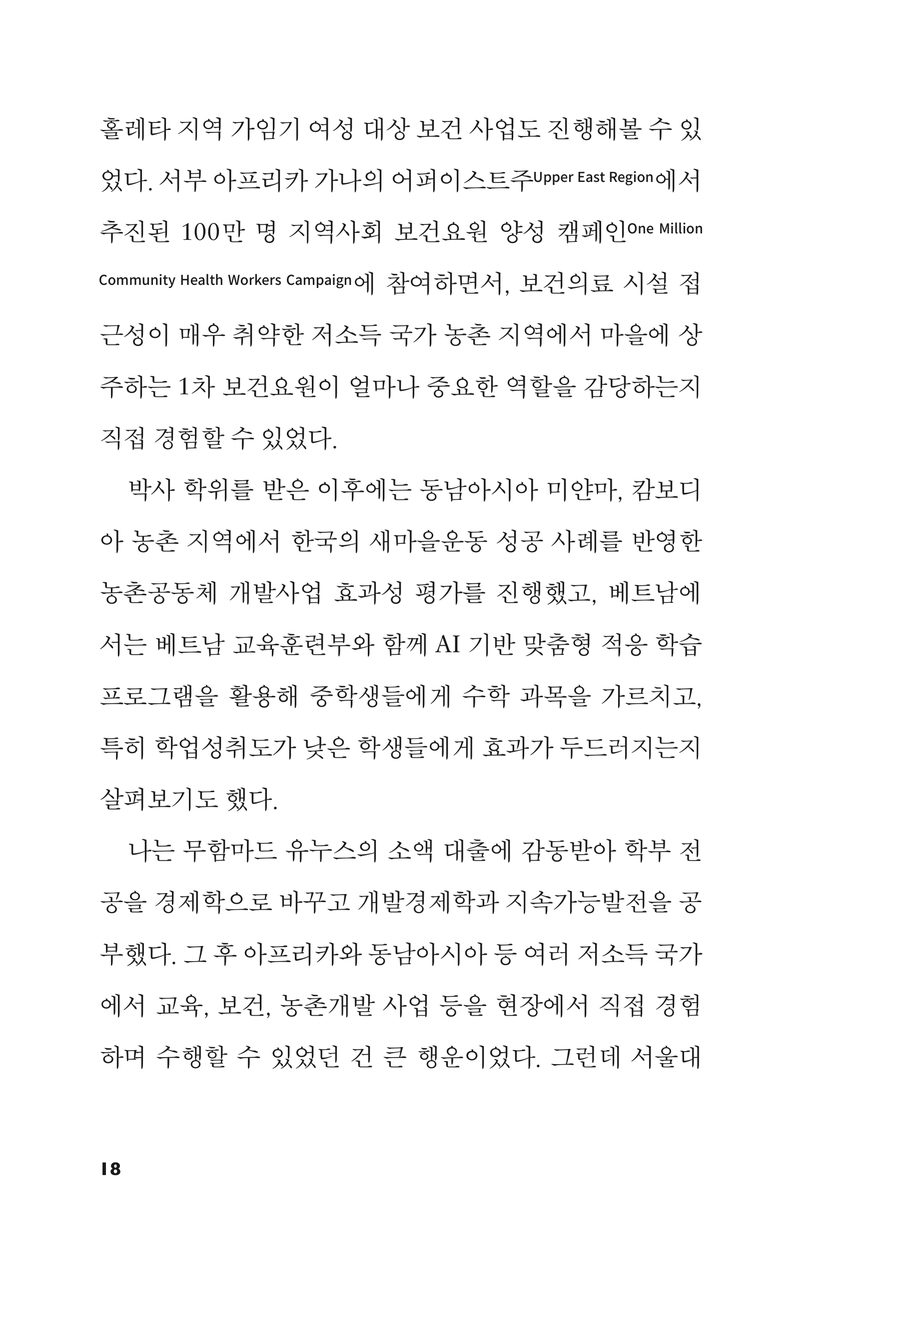 홀레타 지역 가임기 여성 대상 보건 사업도 진행해볼 수 있
었다. 서부 아프리카 가나의 어퍼이스트주Upper East Region에서
추진된 100만 명 지역사회 보건요원 양성 캠페인One Million
Community Health Workers Campaign에 참여하면서, 보건의료 시설 접
근성이 매우 취약한 저소득 국가 농촌 지역에서 마을에 상
주하는 1차 보건요원이 얼마나 중요한 역할을 감당하는지
직접 경험할 수 있었다.
박사 학위를 받은 이후에는 동남아시아 미얀마, 캄보디
아 농촌 지역에서 한국의 새마을운동 성공 사례를 반영한
농촌공동체 개발사업 효과성 평가를 진행했고, 베트남에
서는 베트남 교육훈련부와 함께 AI 기반 맞춤형 적응 학습
프로그램을 활용해 중학생들에게 수학 과목을 가르치고,
특히 학업성취도가 낮은 학생들에게 효과가 두드러지는지
살펴보기도 했다.
나는 무함마드 유누스의 소액 대출에 감동받아 학부 전
공을 경제학으로 바꾸고 개발경제학과 지속가능발전을 공
부했다. 그 후 아프리카와 동남아시아 등 여러 저소득 국가
에서 교육, 보건, 농촌개발 사업 등을 현장에서 직접 경험
하며 수행할 수 있었던 건 큰 행운이었다. 그런데 서울대
18